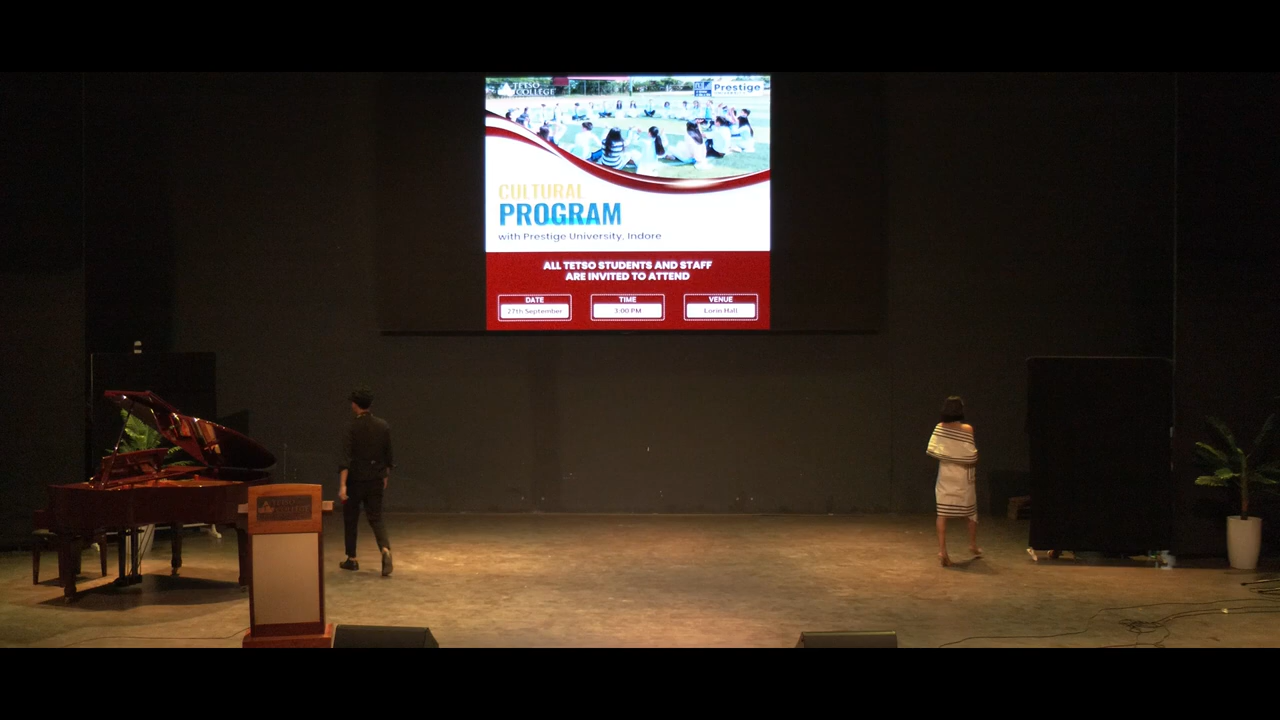 TETSO
COLLEGE
Prestige
CULTURAL
PROGRAM
with Prestige University, Indore
ALL TETSO STUDENTS AND STAFF
ARE INVITED TO ATTEND
DATE
27th September
TIME
3:00 PM
VENUE
Lorin Hall